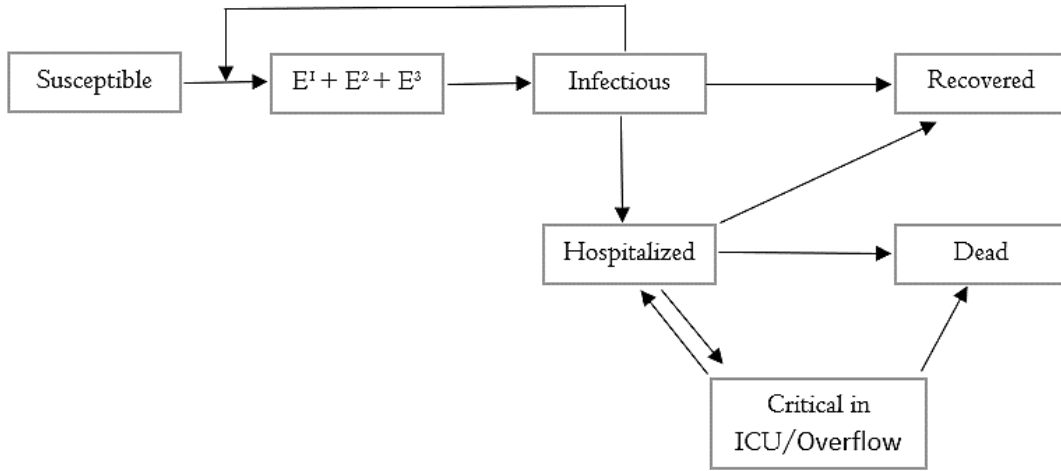 Susceptible
E¹ + E² + E³
Infectious
Recovered
Hospitalized
Dead
Critical in
ICU/Overflow